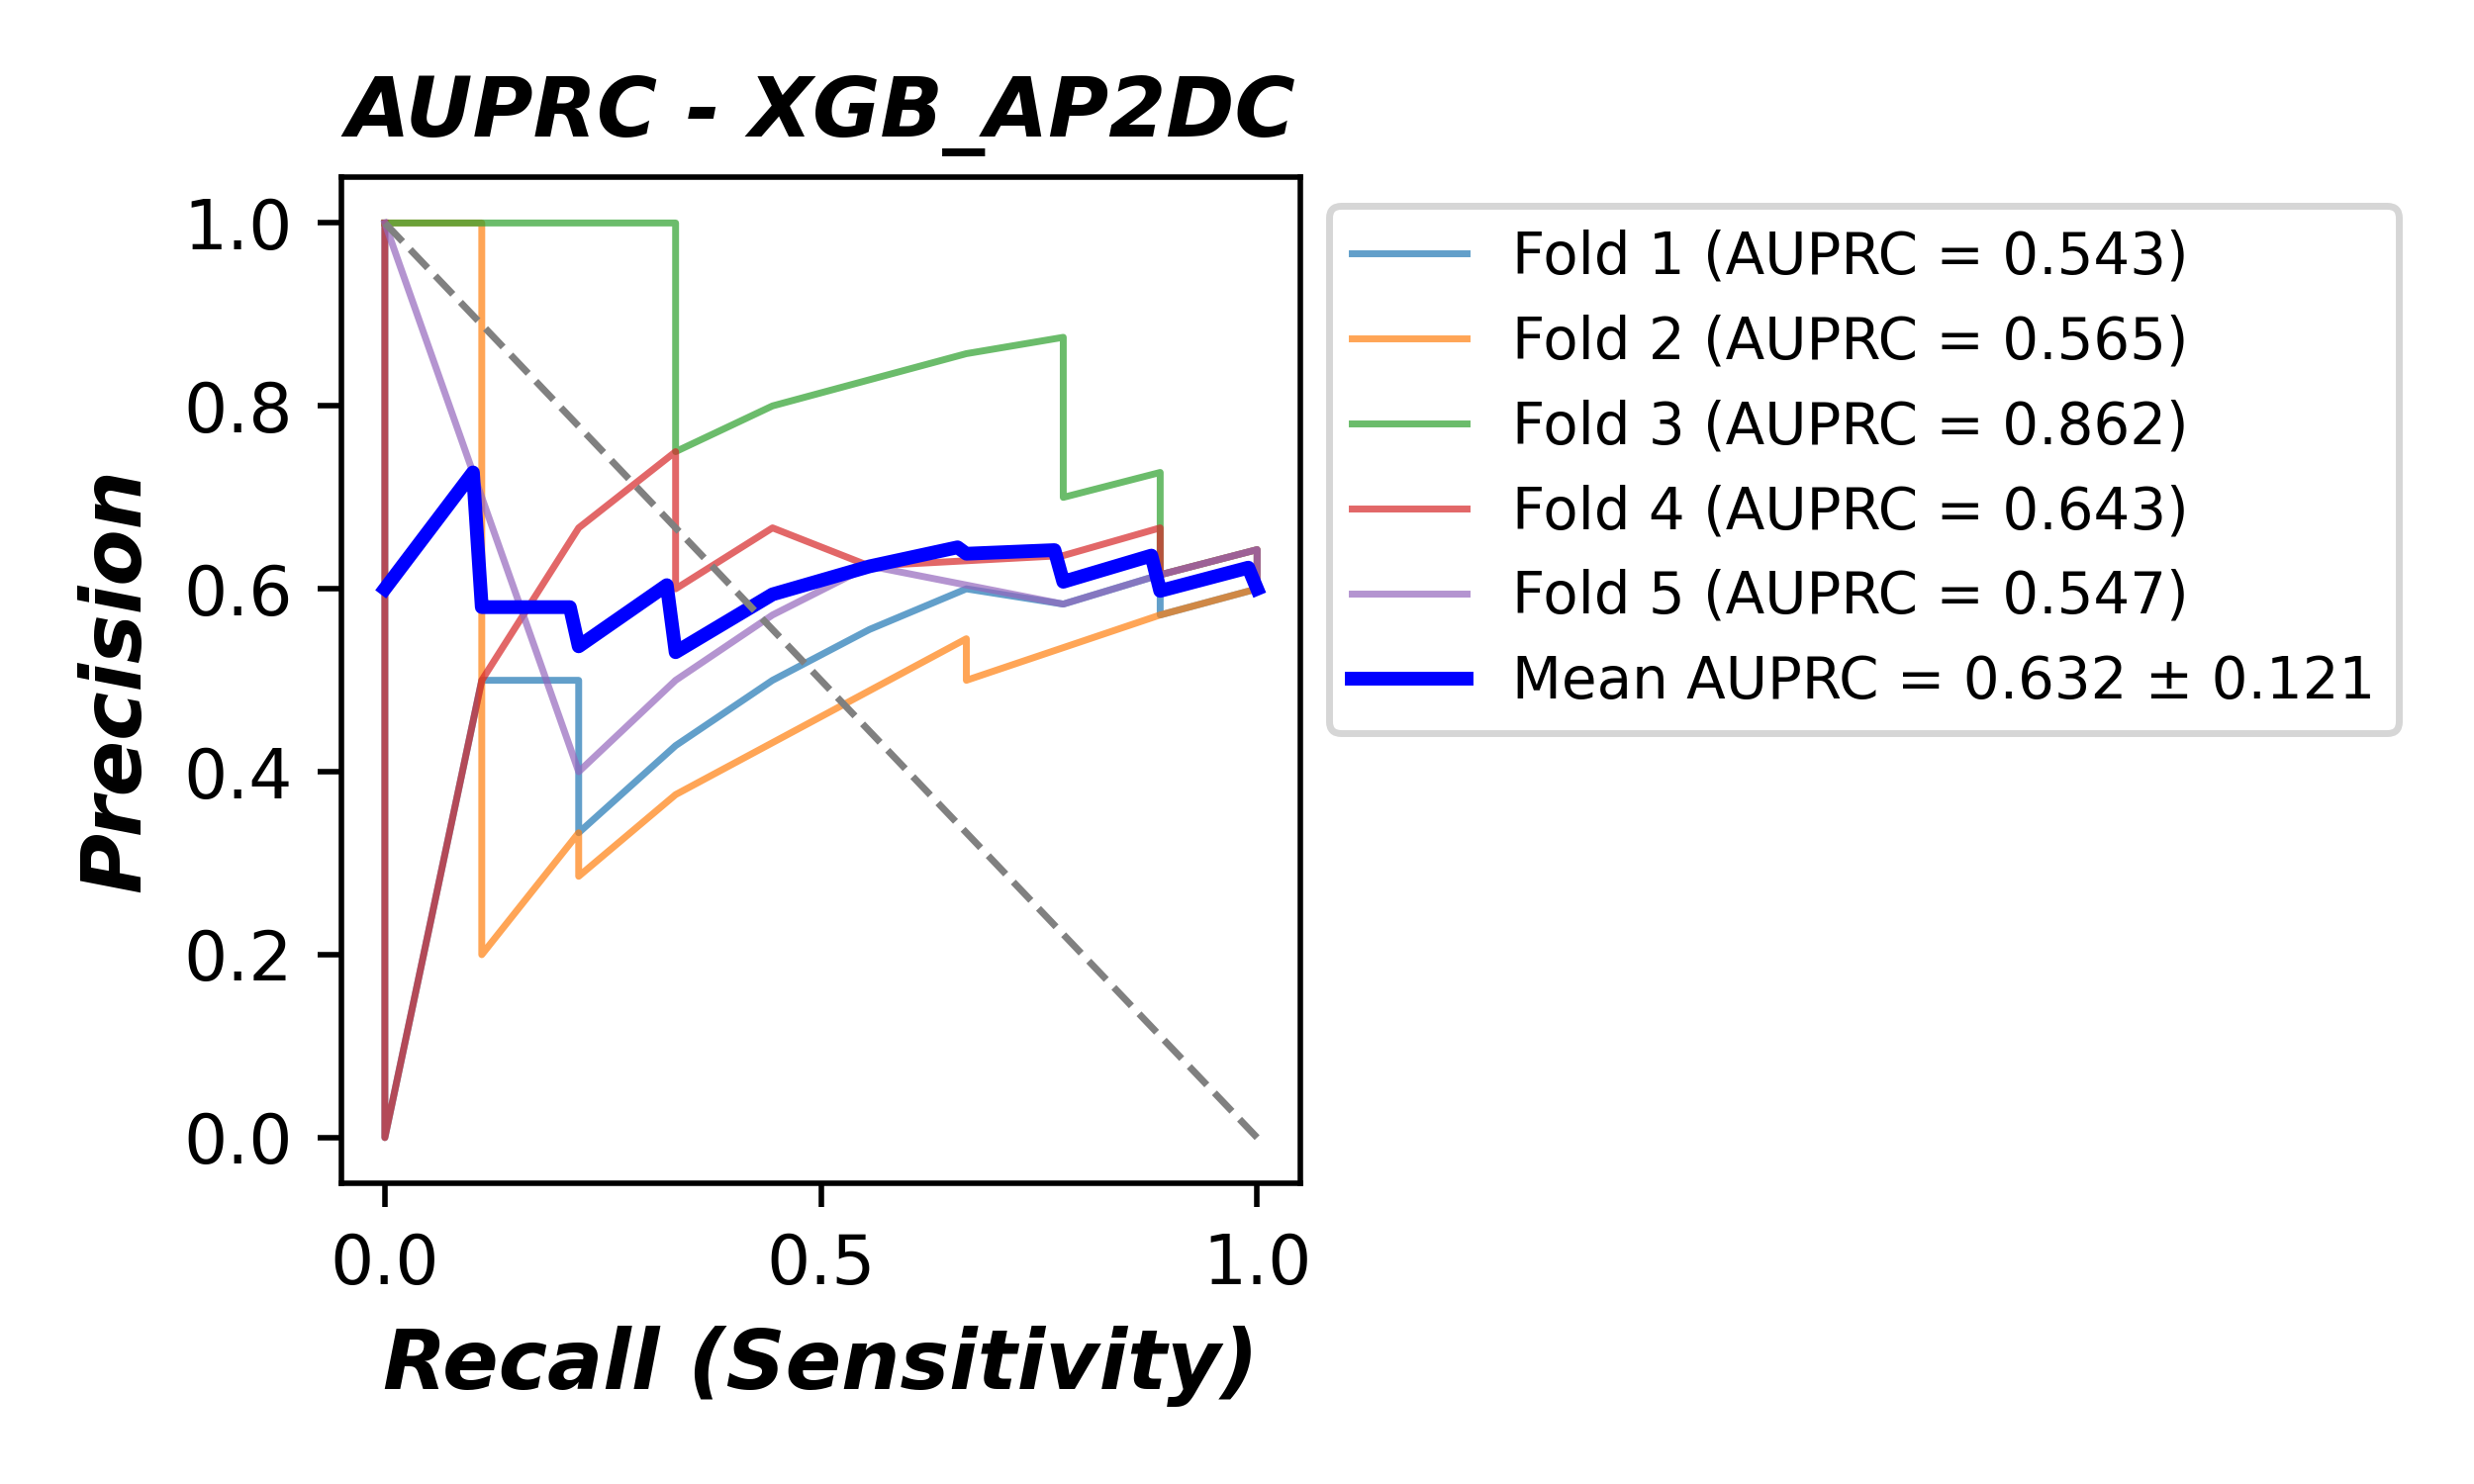 AUPRC - XGB_AP2DC
Precision
1.0
0.8
0.6
0.4
0.2
0.0
0.0 0.5 1.0
Recall (Sensitivity)
Fold 1 (AUPRC = 0.543)
Fold 2 (AUPRC = 0.565)
Fold 3 (AUPRC = 0.862)
Fold 4 (AUPRC = 0.643)
Fold 5 (AUPRC = 0.547)
Mean AUPRC = 0.632 ± 0.121